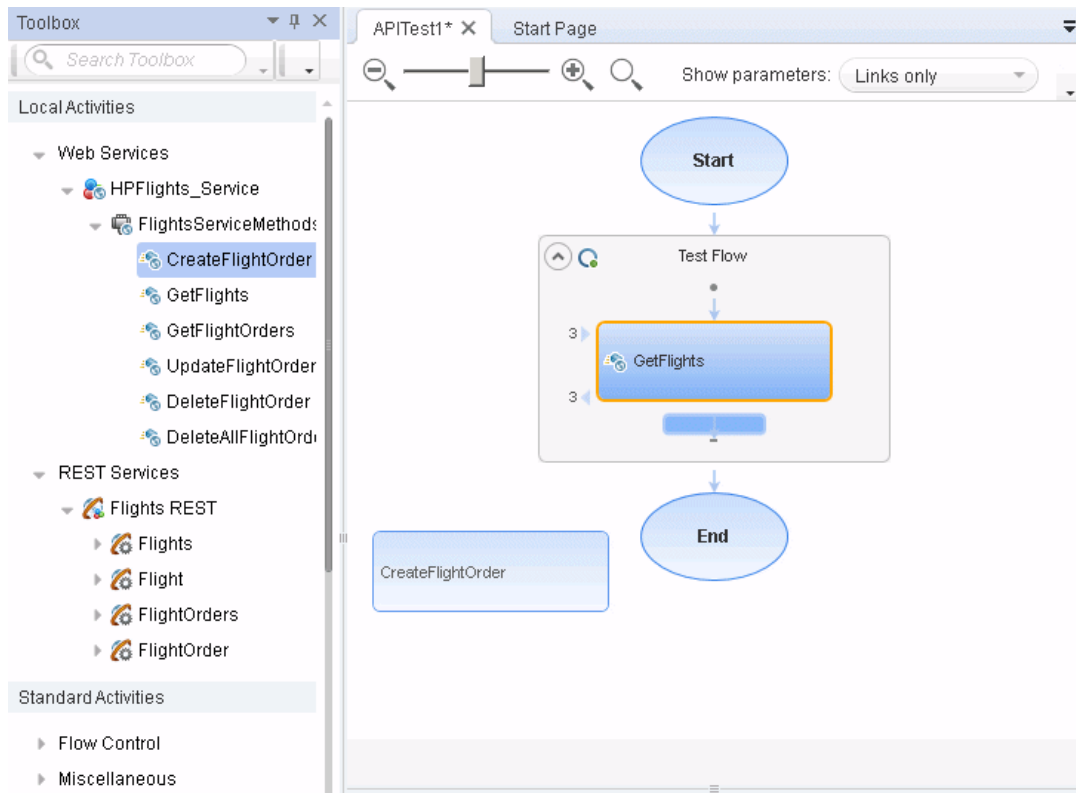 Toolbox
Search Toolbox
Local Activities
Web Services
HPFlights_Service
FlightsServiceMethods
CreateFlightOrder
GetFlights
GetFlightOrders
UpdateFlightOrder
DeleteFlightOrder
DeleteAllFlightOrd
REST Services
Flights REST
Flights
Flight
FlightOrders
FlightOrder
Standard Activities
Flow Control
Miscellaneous
APITest1*
Start Page
Show parameters:
Links only
Start
Test Flow
3
GetFlights
3
End
CreateFlightOrder